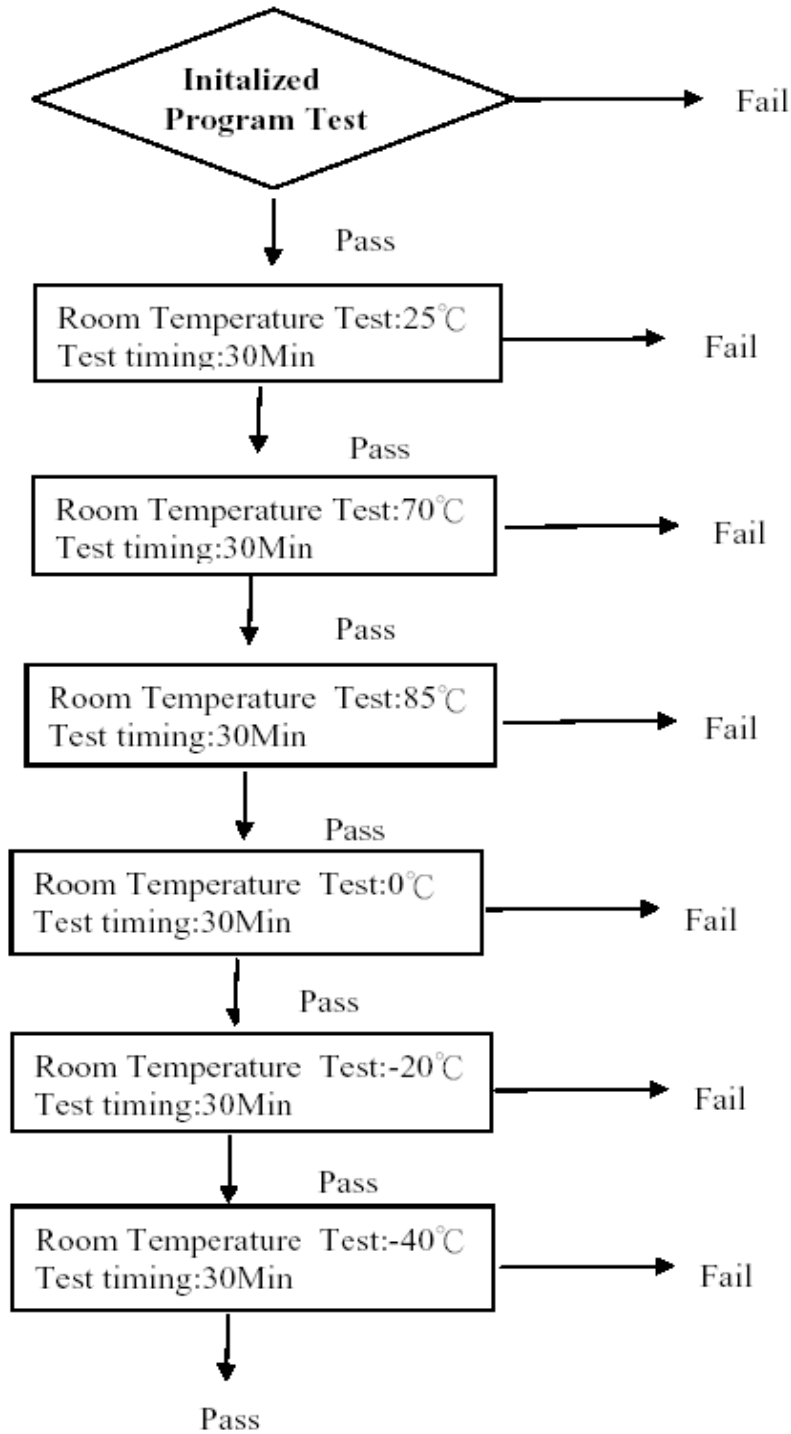 Initalized
Program Test
Fail
Pass
Room Temperature Test:25℃
Test timing:30Min
Fail
Pass
Room Temperature Test:70℃
Test timing:30Min
Fail
Pass
Room Temperature Test:85℃
Test timing:30Min
Fail
Pass
Room Temperature Test:0℃
Test timing:30Min
Fail
Pass
Room Temperature Test:-20℃
Test timing:30Min
Fail
Pass
Room Temperature Test:-40℃
Test timing:30Min
Fail
Pass